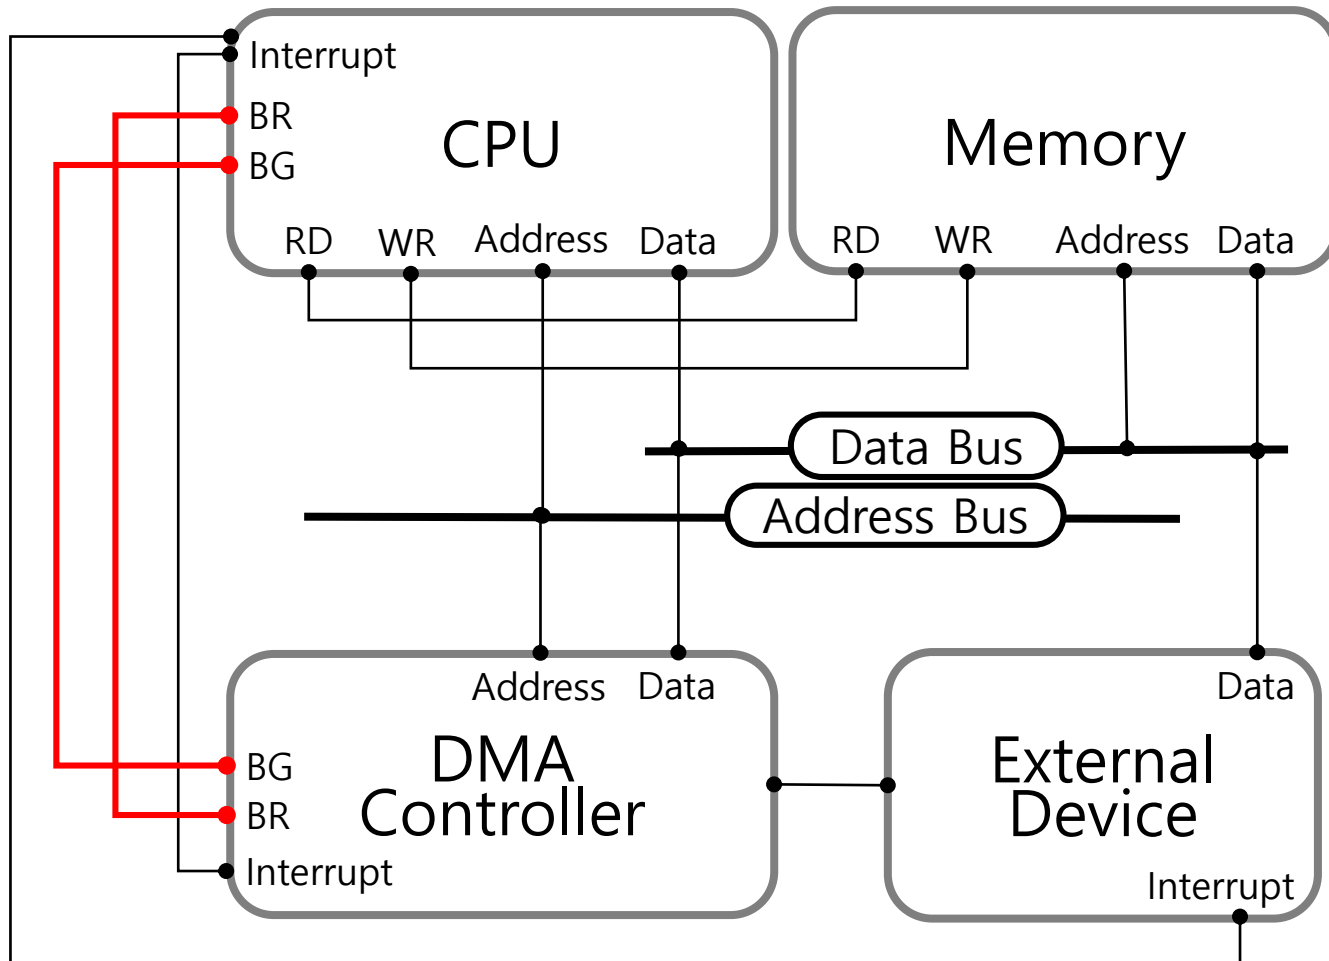 Interrupt
BR
CPU
Memory
BG
RD WR Address Data
RD WR Address Data
Data Bus
Address Bus
Address Data
Data
BG
DMA
Controller
BR
Interrupt
External
Device
Interrupt